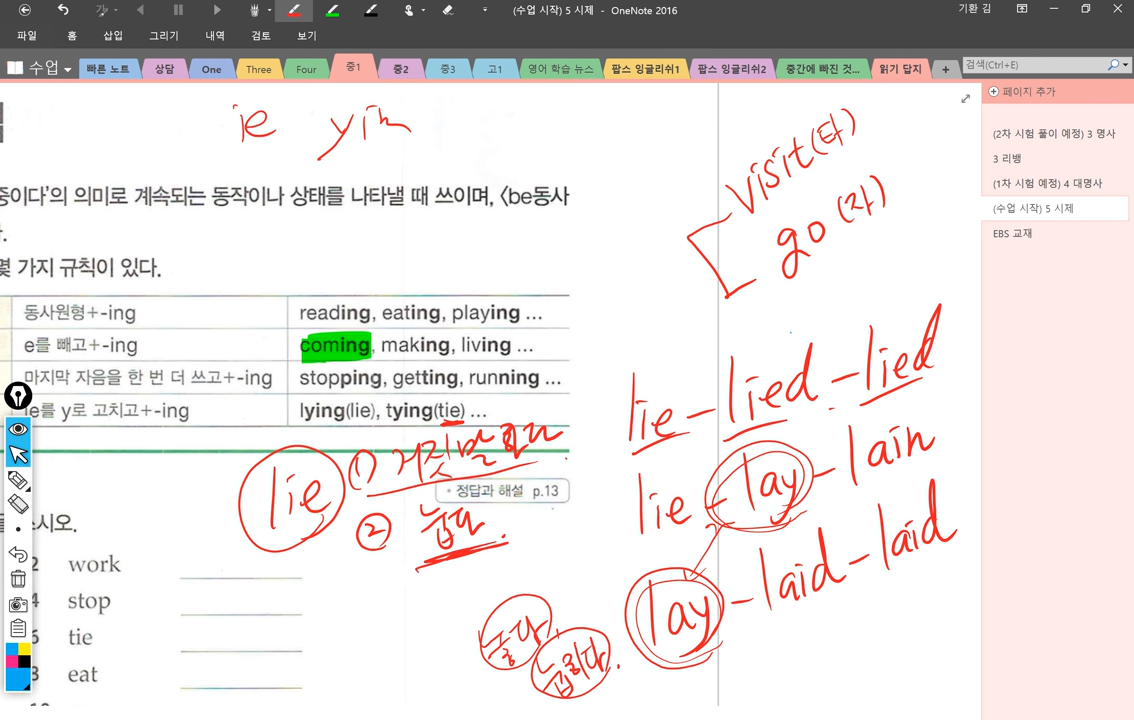 (수업 시작) 5 시제 - OneNote 2016
기환 김
파일 홈 삽입 그리기 내역 검토 보기
수업 빠른 노트 상담 One Three Four 중1 중2 중3 고1 영어 학습 뉴스 팝스 잉글리쉬1 팝스 잉글리쉬2 중간에 빠진 것... 읽기 답지 + 검색(Ctrl+E)
페이지 추가
(2차 시험 풀이 예정) 3 명사
3 리뱅
(1차 시험 예정) 4 대명사
(수업 시작) 5 시제
EBS 교재
ie yin
visit(타)
go (자)
중이다'의 의미로 계속되는 동작이나 상태를 나타낼 때 쓰이며, <be동사
다.
몇 가지 규칙이 있다.
동사원형+-ing reading, eating, playing ...
e를 빼고+-ing coming, making, living ...
마지막 자음을 한 번 더 쓰고+-ing stopping, getting, running ...
ie를 y로 고치고+-ing lying(lie), tying(tie) ...
lie - lied - lied
lie - lay - lain
lay - laid - laid
lie ① 거짓말하다.
② 눕다.
• 정답과 해설 p.13
쓰시오.
2 work
4 stop
6 tie
8 eat
10
놓다,
눕히다.